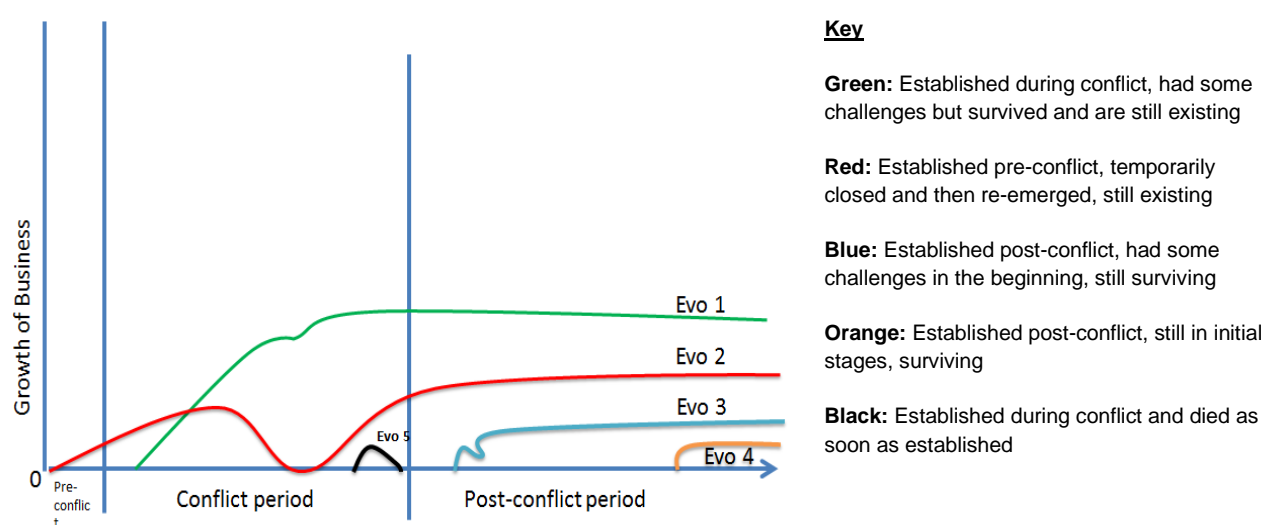 Growth of Business
0
Pre-
conflic
t
Conflict period
Post-conflict period
Evo 1
Evo 2
Evo 3
Evo 4
Evo 5
Key
Green: Established during conflict, had some
challenges but survived and are still existing
Red: Established pre-conflict, temporarily
closed and then re-emerged, still existing
Blue: Established post-conflict, had some
challenges in the beginning, still surviving
Orange: Established post-conflict, still in initial
stages, surviving
Black: Established during conflict and died as
soon as established